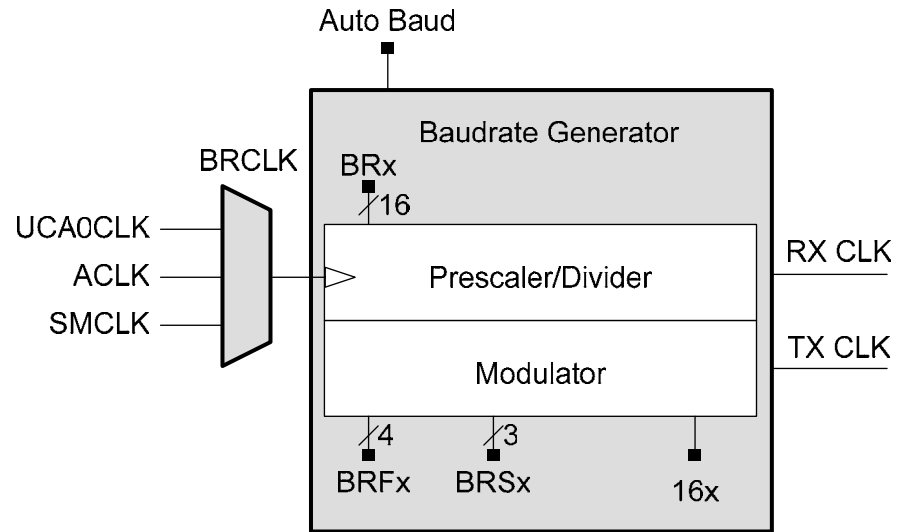 Auto Baud
Baudrate Generator
BRCLK
BRx
16
UCA0CLK
ACLK
SMCLK
Prescaler/Divider
RX CLK
Modulator
TX CLK
4
3
BRFx
BRSx
16x